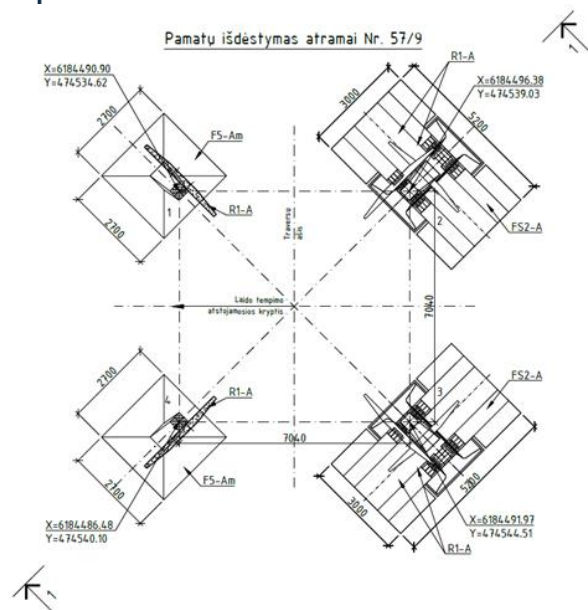 Pamatų išdėstymas atramai Nr. 57/9
1
R1-A
X=6184490.90
Y=474534.62
X=6184496.38
Y=474539.03
2700
3000
5200
F5-Am
2700
1
R1-A
2
FS2-A
Traversų
ašis
Laido tempimo
atstojamosios kryptis
7040
2700
R1-A
4
3
FS2-A
7040
2700
F5-Am
3000
5200
X=6184486.48
Y=474540.10
X=6184491.97
Y=474544.51
R1-A
1